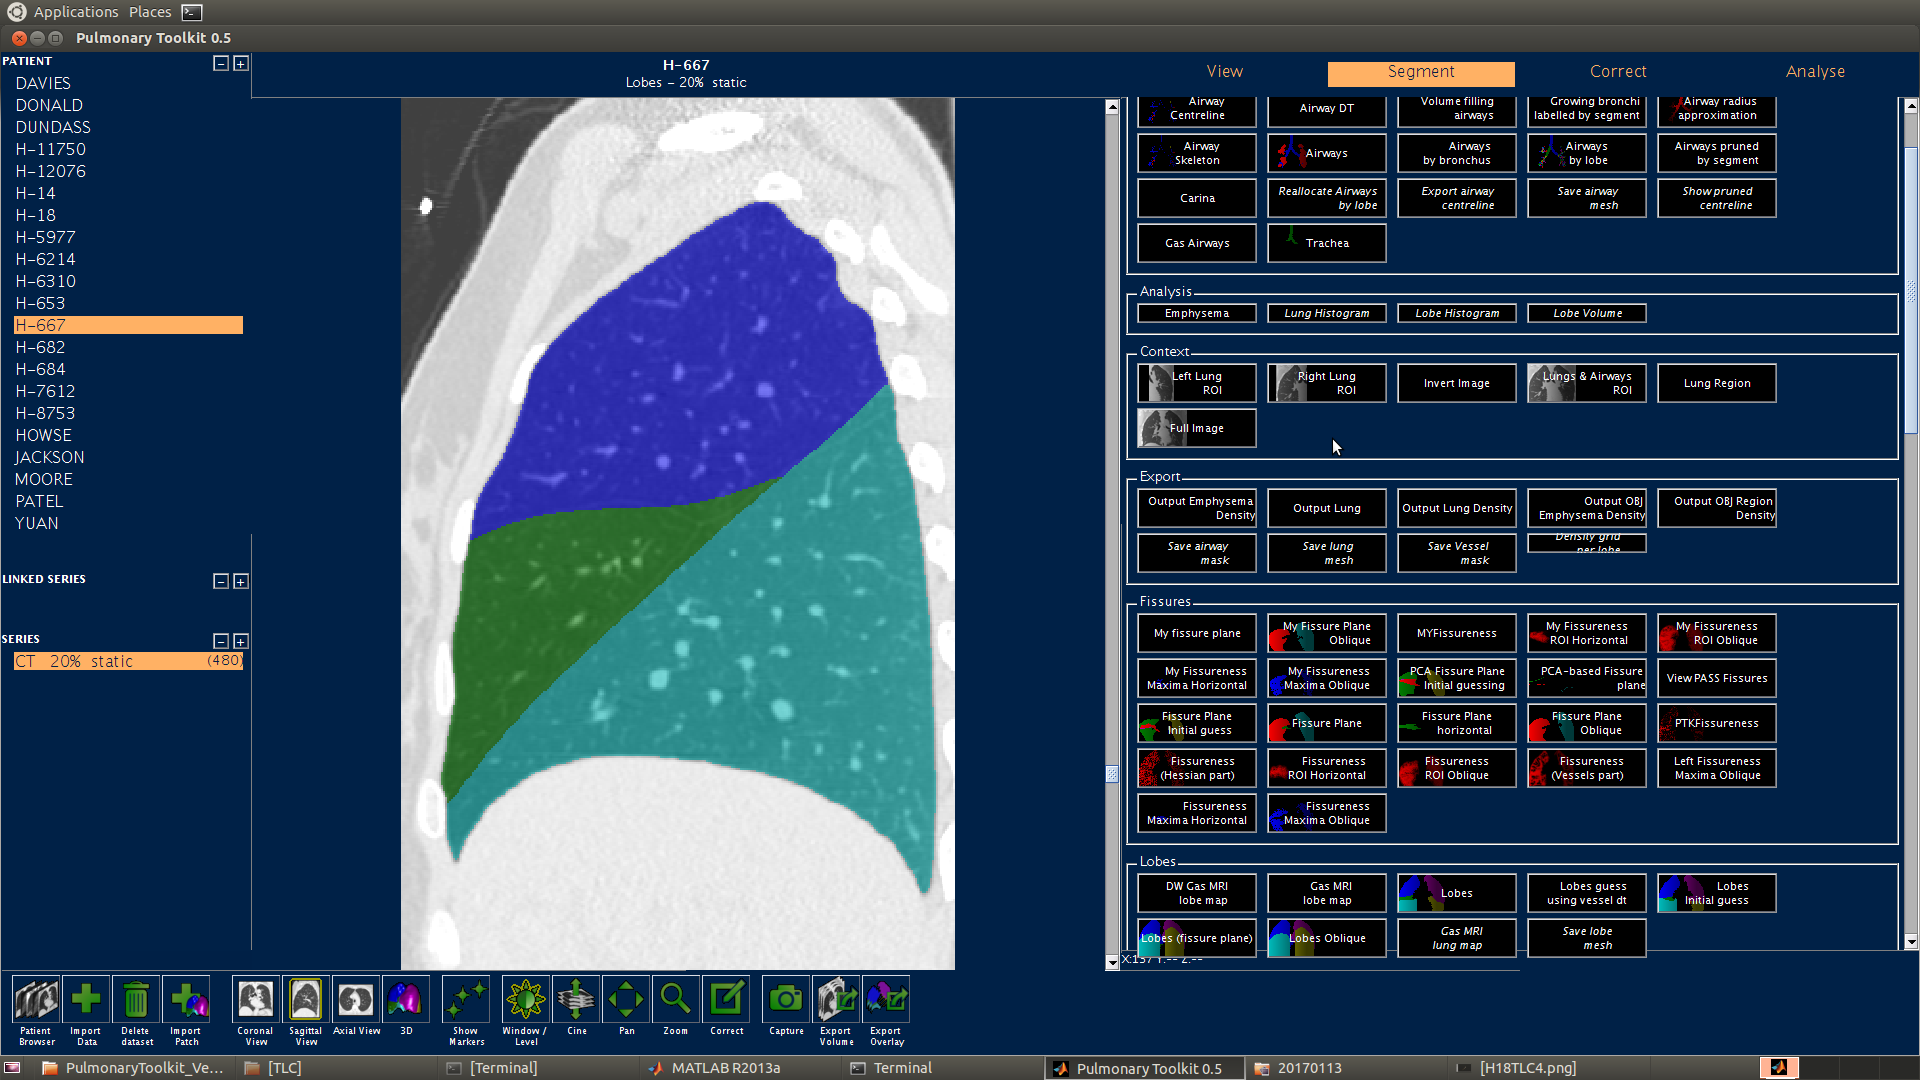 Applications Places
Pulmonary Toolkit 0.5
PATIENT
DAVIES
DONALD
DUNDASS
H-11750
H-12076
H-14
H-18
H-5977
H-6214
H-6310
H-653
H-667
H-682
H-684
H-7612
H-8753
HOWSE
JACKSON
MOORE
PATEL
YUAN
LINKED SERIES
SERIES
CT 20% static (480)
H-667
Lobes - 20% static
View Segment Correct Analyse
Airway Centreline
Airway DT
Volume filling airways
Growing bronchi labelled by segment
Airway radius approximation
Airway Skeleton
Airways
Airways by bronchus
Airways by lobe
Airways pruned by segment
Carina
Reallocate Airways by lobe
Export airway centreline
Save airway mesh
Show pruned centreline
Gas Airways
Trachea
Analysis
Emphysema
Lung Histogram
Lobe Histogram
Lobe Volume
Context
Left Lung ROI
Right Lung ROI
Invert Image
Lungs & Airways ROI
Lung Region
Full Image
Export
Output Emphysema Density
Output Lung
Output Lung Density
Output OBJ Emphysema Density
Output OBJ Region Density
Save airway mask
Save lung mesh
Save Vessel mask
Density grid per lobe
Fissures
My fissure plane
My Fissure Plane Oblique
MYFissureness
My Fissureness ROI Horizontal
My Fissureness ROI Oblique
My Fissureness Maxima Horizontal
My Fissureness Maxima Oblique
PCA Fissure Plane Initial guessing
PCA-based Fissure plane
View PASS Fissures
Fissure Plane Initial guess
Fissure Plane
Fissure Plane horizontal
Fissure Plane Oblique
PTKFissureness
Fissureness (Hessian part)
Fissureness ROI Horizontal
Fissureness ROI Oblique
Fissureness (Vessels part)
Left Fissureness Maxima Oblique
Fissureness Maxima Horizontal
Fissureness Maxima Oblique
Lobes
DW Gas MRI lobe map
Gas MRI lobe map
Lobes
Lobes guess using vessel dt
Lobes Initial guess
Lobes (fissure plane)
Lobes Oblique
Gas MRI lung map
Save lobe mesh
X:137 Y:-- Z:--
Patient Browser
Import Data
Delete dataset
Import Patch
Coronal View
Sagittal View
Axial View
3D
Show Markers
Window / Level
Cine
Pan
Zoom
Correct
Capture
Export Volume
Export Overlay
PulmonaryToolkit_Ve... [TLC] [Terminal] MATLAB R2013a Terminal Pulmonary Toolkit 0.5 20170113 [H18TLC4.png]